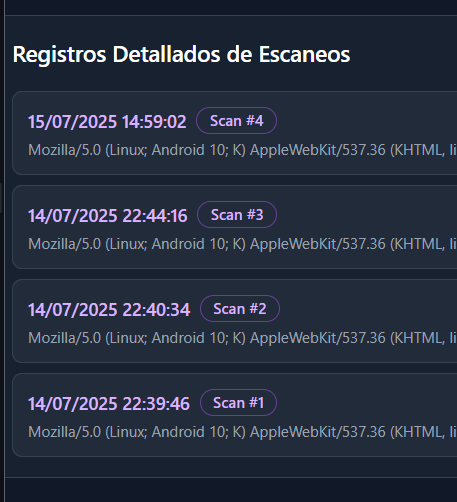 Registros Detallados de Escaneos
15/07/2025 14:59:02 Scan #4
Mozilla/5.0 (Linux; Android 10; K) AppleWebKit/537.36 (KHTML, li
14/07/2025 22:44:16 Scan #3
Mozilla/5.0 (Linux; Android 10; K) AppleWebKit/537.36 (KHTML, li
14/07/2025 22:40:34 Scan #2
Mozilla/5.0 (Linux; Android 10; K) AppleWebKit/537.36 (KHTML, li
14/07/2025 22:39:46 Scan #1
Mozilla/5.0 (Linux; Android 10; K) AppleWebKit/537.36 (KHTML, li